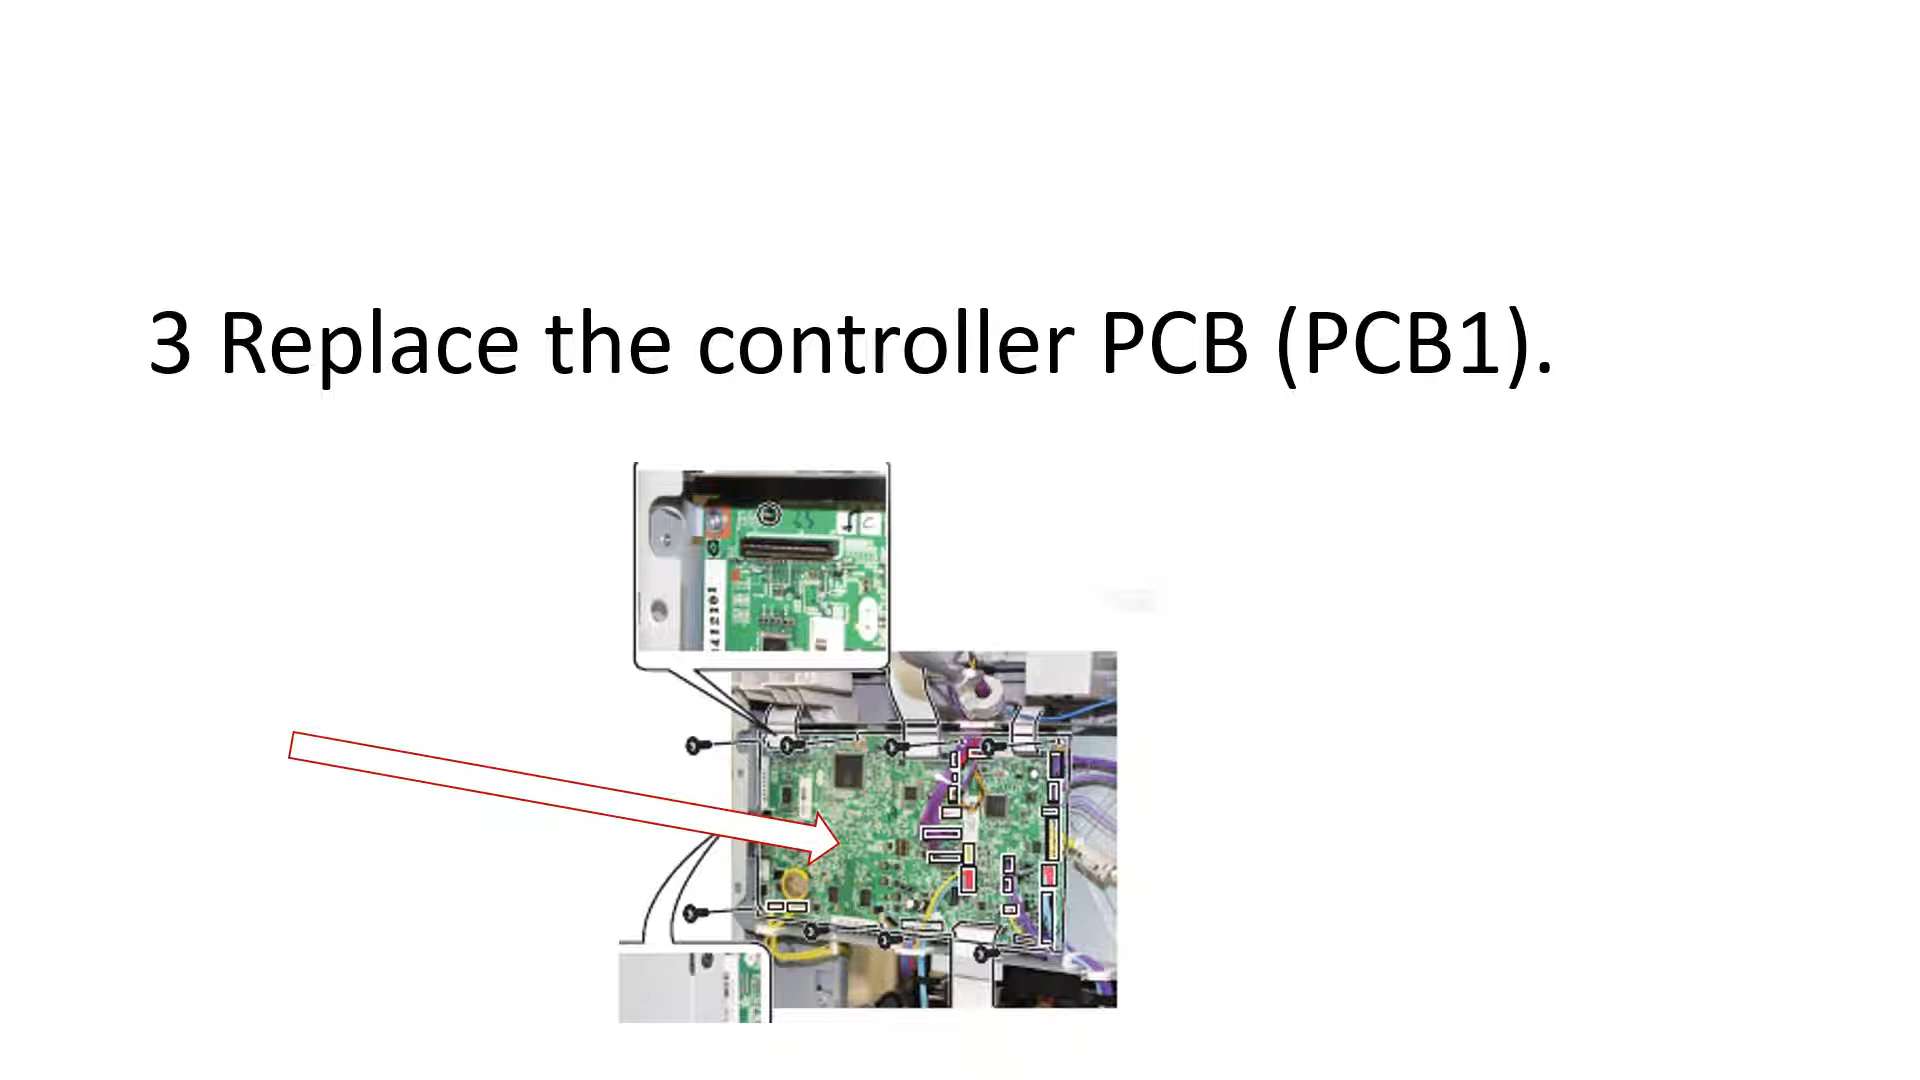 3 Replace the controller PCB (PCB1).